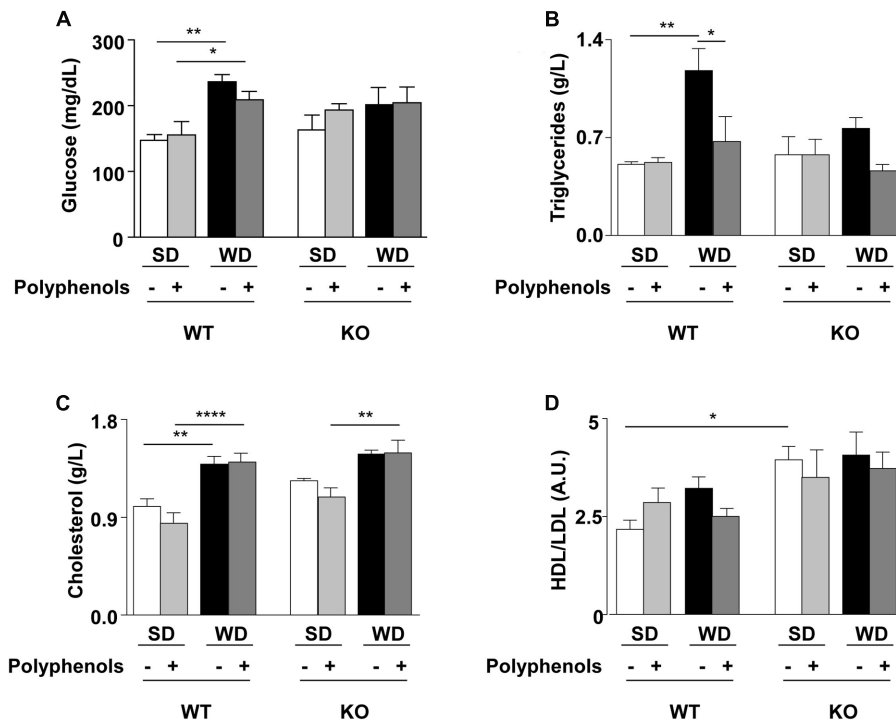 A
Glucose (mg/dL)
300
200
100
0
**
*
SD WD SD WD
Polyphenols - + - + - + - +
WT KO
B
Triglycerides (g/L)
1.4
0.7
0.0
**
*
SD WD SD WD
Polyphenols - + - + - + - +
WT KO
C
Cholesterol (g/L)
1.8
0.9
0.0
****
**
**
SD WD SD WD
Polyphenols - + - + - + - +
WT KO
D
HDL/LDL (A.U.)
5
2.5
0
*
SD WD SD WD
Polyphenols - + - + - + - +
WT KO